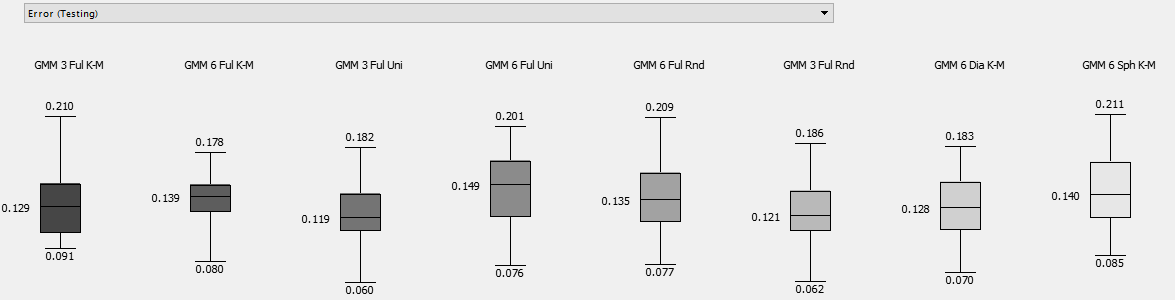 Error (Testing)
GMM 3 Ful K-M GMM 6 Ful K-M GMM 3 Ful Uni GMM 6 Ful Uni GMM 6 Ful Rnd GMM 3 Ful Rnd GMM 6 Dia K-M GMM 6 Sph K-M
0.210 0.178 0.182 0.201 0.209 0.186 0.183 0.211
0.129 0.139 0.119 0.149 0.135 0.121 0.128 0.140
0.091 0.080 0.060 0.076 0.077 0.062 0.070 0.085